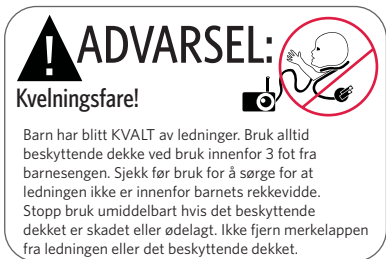 ADVARSEL:
Kvelningsfare!
Barn har blitt KVALT av ledninger. Bruk alltid
beskyttende dekke ved bruk innenfor 3 fot fra
barnesengen. Sjekk før bruk for å sørge for at
ledningen ikke er innenfor barnets rekkevidde.
Stopp bruk umiddelbart hvis det beskyttende
dekket er skadet eller ødelagt. Ikke fjern merkelappen
fra ledningen eller det beskyttende dekket.